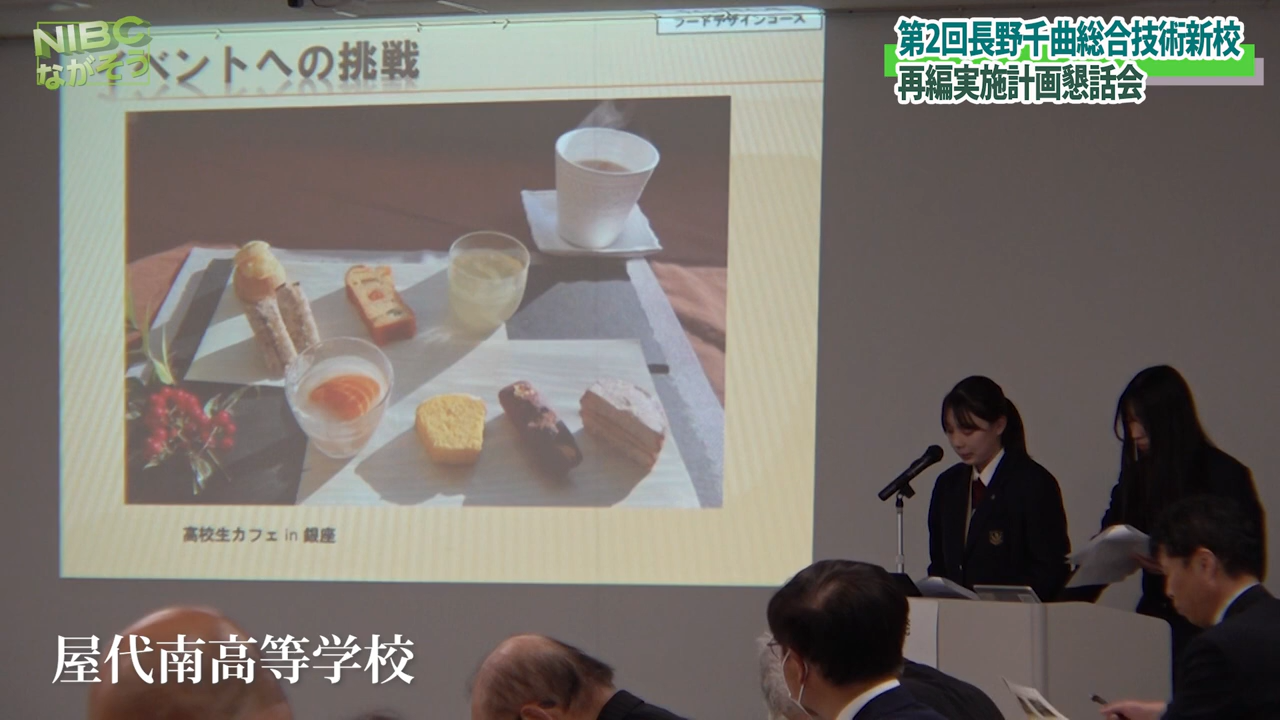 NIBC
ながそう
フードデザインコース
第2回長野千曲総合技術新校
再編実施計画懇話会
ベントへの挑戦
高校生カフェ in 銀座
屋代南高等学校